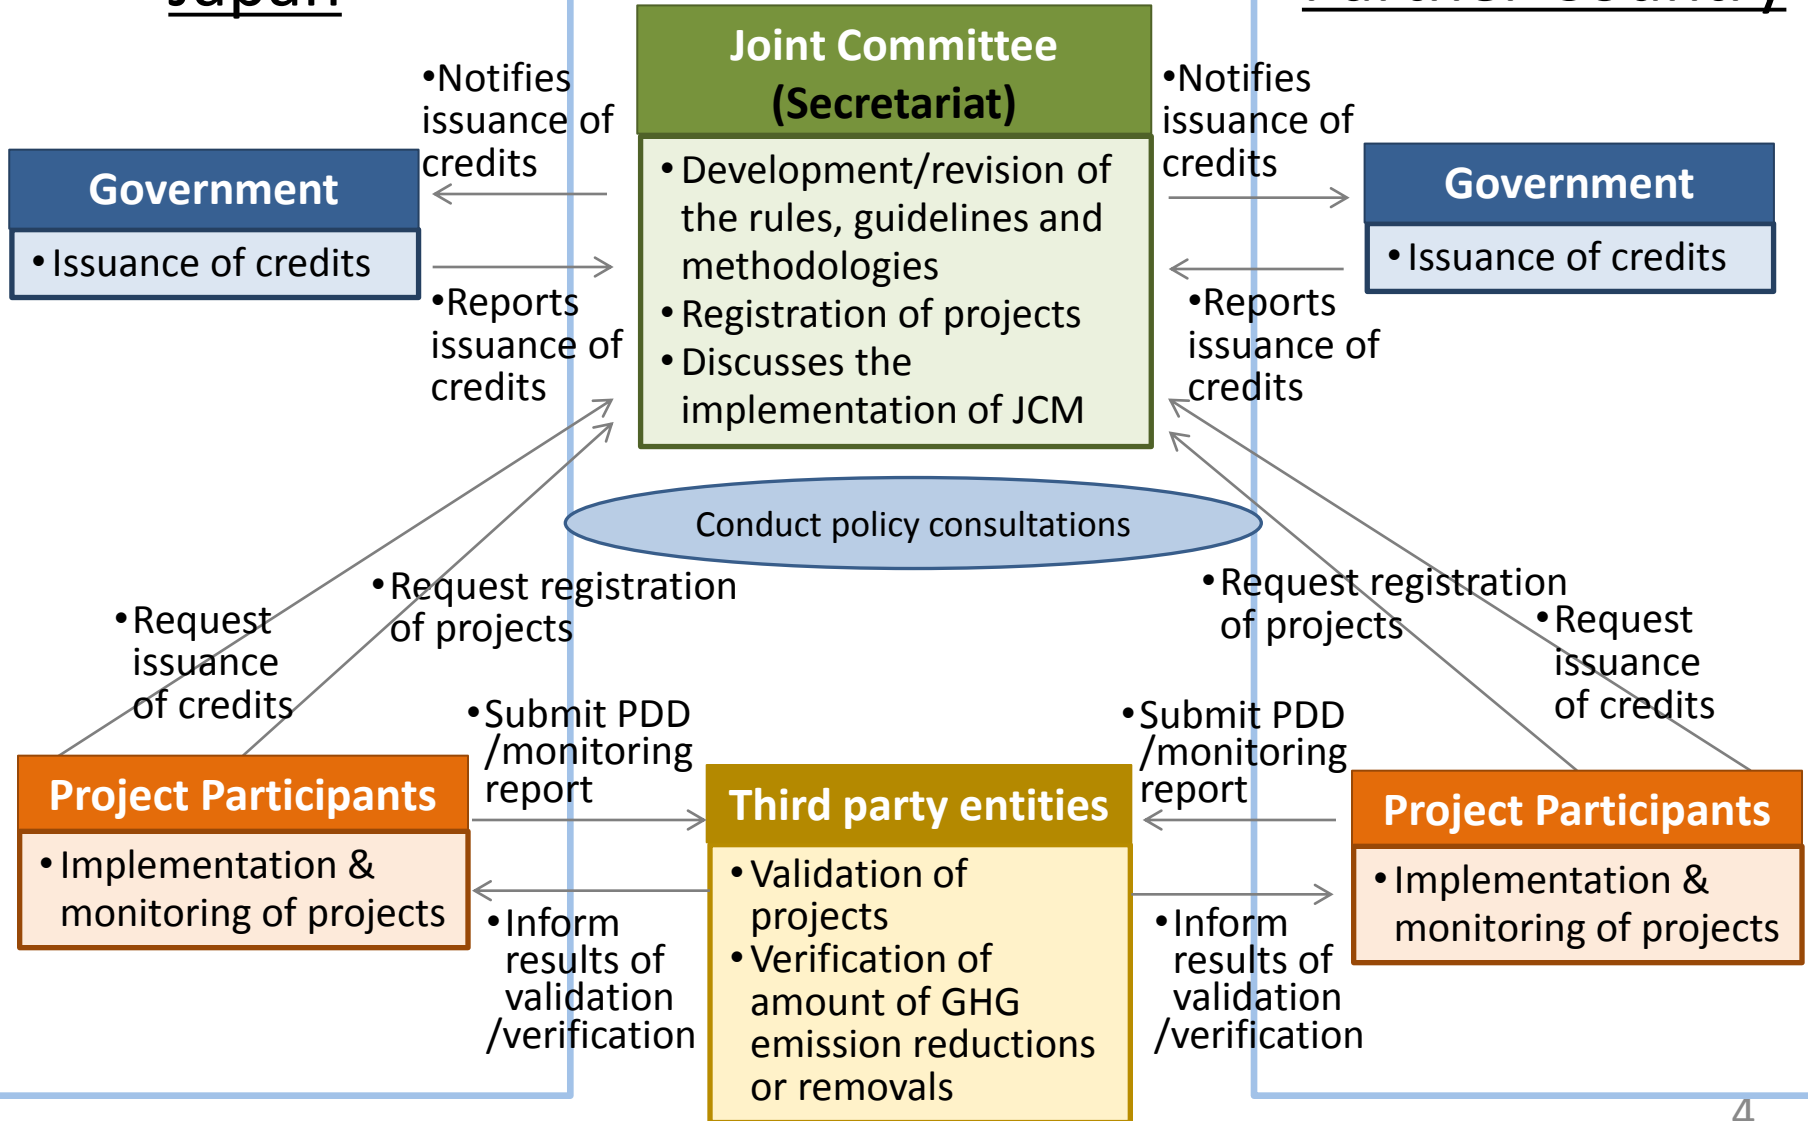 Japan
Partner Country
Joint Committee
(Secretariat)
•Notifies
issuance of
credits
•Notifies
issuance of
credits
Government
• Issuance of credits
• Development/revision of
the rules, guidelines and
methodologies
• Registration of projects
• Discusses the
implementation of JCM
Government
• Issuance of credits
•Reports
issuance of
credits
•Reports
issuance of
credits
Conduct policy consultations
•Request
issuance
of credits
•Request registration
of projects
•Request registration
of projects
•Request
issuance
of credits
•Submit PDD
/monitoring
report
•Submit PDD
/monitoring
report
Project Participants
• Implementation &
monitoring of projects
Third party entities
• Validation of
projects
• Verification of
amount of GHG
emission reductions
or removals
Project Participants
• Implementation &
monitoring of projects
•Inform
results of
validation
/verification
•Inform
results of
validation
/verification
4